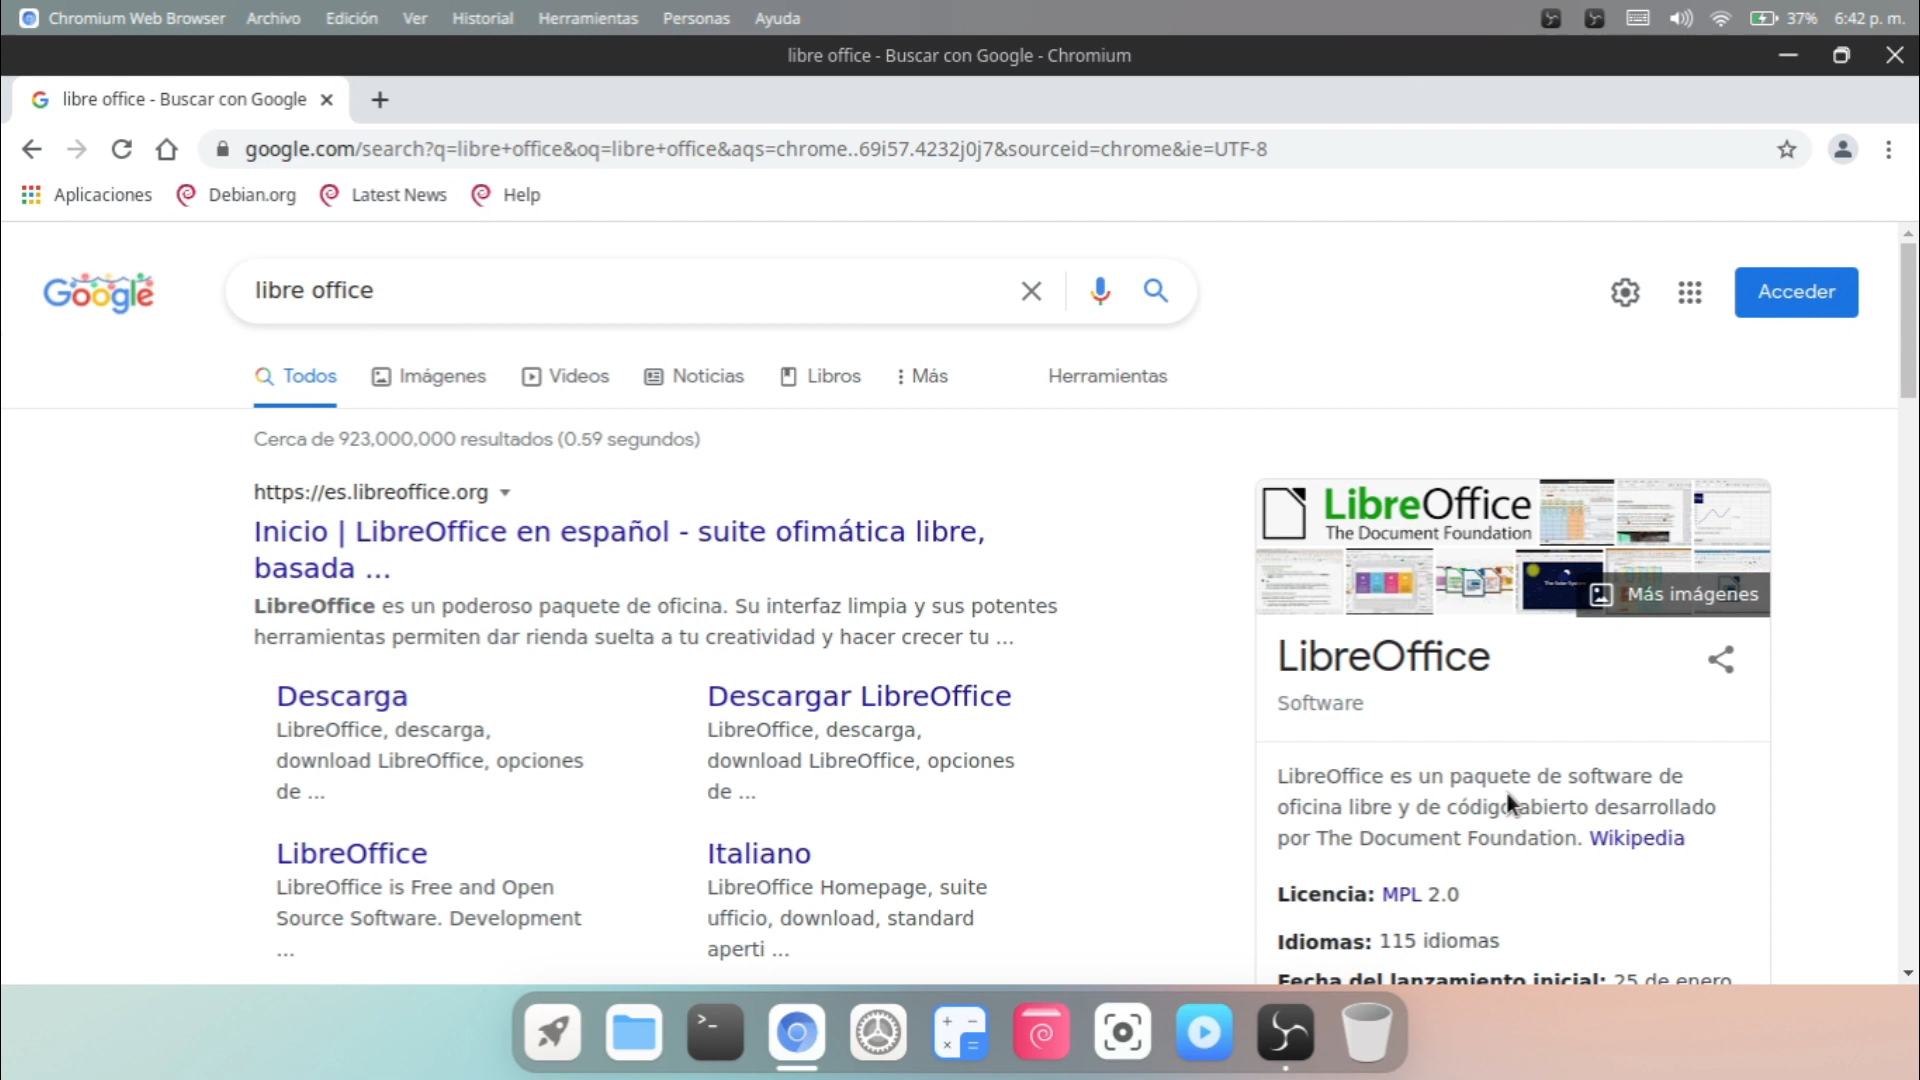 Chromium Web Browser Archivo Edición Ver Historial Herramientas Personas Ayuda 37% 6:42 p. m.
libre office - Buscar con Google - Chromium
libre office - Buscar con Google
google.com/search?q=libre+office&oq=libre+office&aqs=chrome..69i57.4232j0j7&sourceid=chrome&ie=UTF-8
Aplicaciones Debian.org Latest News Help
Google libre office Acceder
Todos Imágenes Videos Noticias Libros Más Herramientas
Cerca de 923,000,000 resultados (0.59 segundos)
https://es.libreoffice.org
Inicio | LibreOffice en español - suite ofimática libre,
basada ...
LibreOffice es un poderoso paquete de oficina. Su interfaz limpia y sus potentes
herramientas permiten dar rienda suelta a tu creatividad y hacer crecer tu ...
Descarga
LibreOffice, descarga,
download LibreOffice, opciones
de ...
Descargar LibreOffice
LibreOffice, descarga,
download LibreOffice, opciones
de ...
LibreOffice
LibreOffice is Free and Open
Source Software. Development
...
Italiano
LibreOffice Homepage, suite
ufficio, download, standard
aperti ...
LibreOffice
The Document Foundation
Más imágenes
LibreOffice
Software
LibreOffice es un paquete de software de
oficina libre y de código abierto desarrollado
por The Document Foundation. Wikipedia
Licencia: MPL 2.0
Idiomas: 115 idiomas
Fecha del lanzamiento inicial: 25 de enero